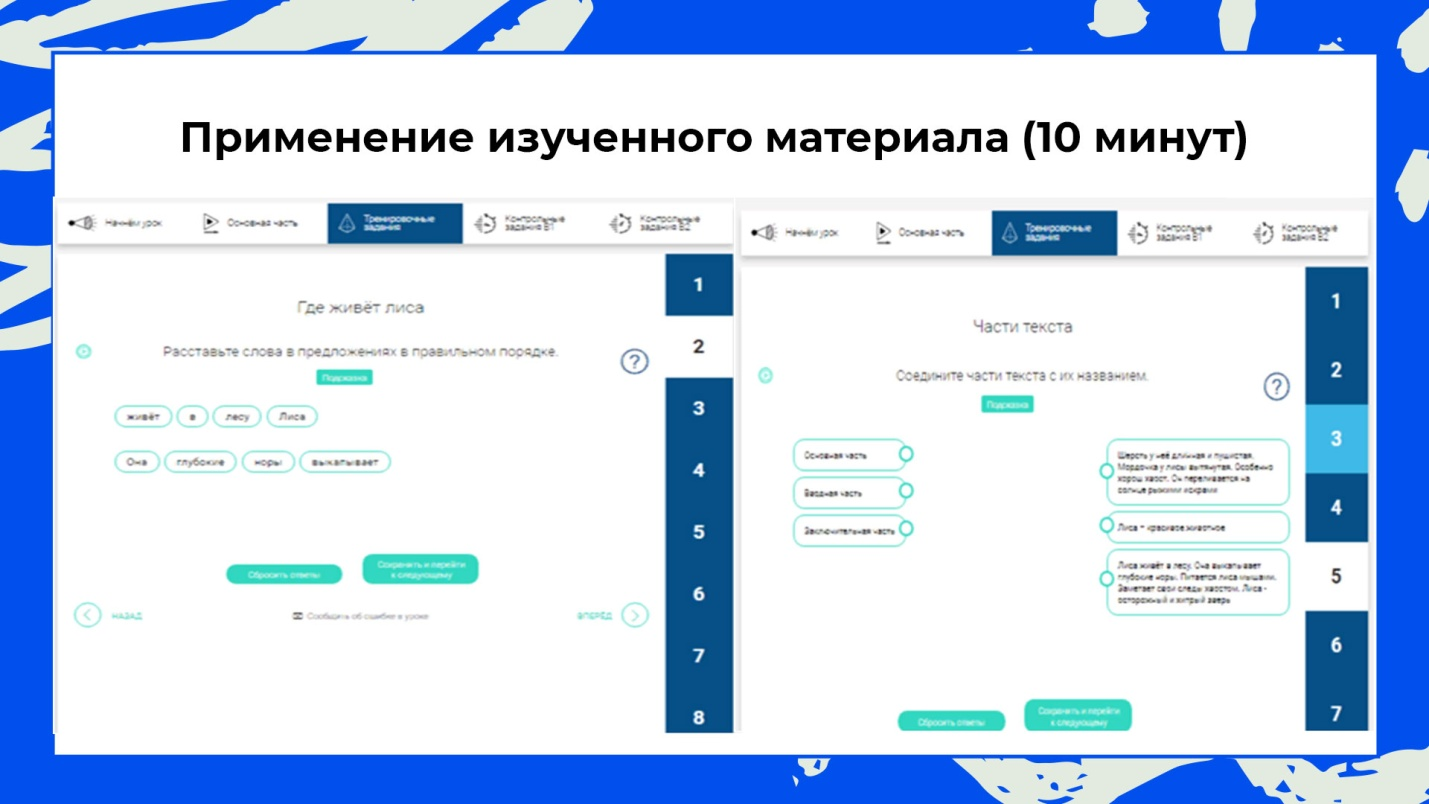 Применение изученного материала (10 минут)
Начнём урок
Основная часть
Тренировочные
задания
Контрольные
задания В1
Контрольные
задания В2
Где живёт лиса
Расставьте слова в предложениях в правильном порядке.
?
Подсказка
живёт в лесу Лиса
Она глубокие норы выкапывает
Сбросить ответы
Сохранить и перейти
к следующему
НАЗАД
Сообщить об ошибке в уроке
ВПЕРЁД
1
2
3
4
5
6
7
8
Начнём урок
Основная часть
Тренировочные
задания
Контрольные
задания В1
Контрольные
задания В2
Части текста
Соедините части текста с их названием.
?
Подсказка
Основная часть
Вводная часть
Заключительная часть
Шерсть у неё длинная и пушистая.
Мордочка у лисы вытянутая. Особенно
хорош хвост. Он переливается на
солнце рыжими искрами
Лиса - красивое животное
Лиса живёт в лесу. Она выкапывает
глубокие норы. Питается лиса мышами.
Заметает свои следы хвостом. Лиса -
осторожный и хитрый зверь
Сбросить ответы
Сохранить и перейти
к следующему
1
2
3
4
5
6
7